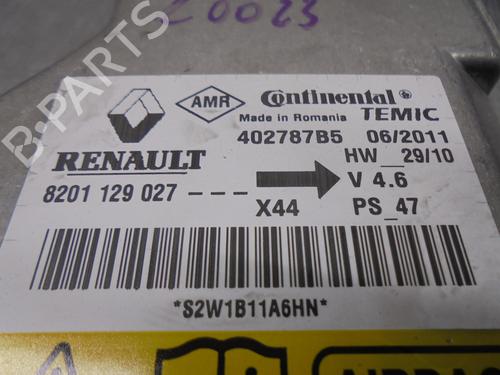 20023
B-PARTS
AMR
Continental
Made in Romania TEMIC
402787B5 06/2011
RENAULT
HW_29/10
8201 129 027 _ _ _
V 4.6
X44
PS_47
*S2W1B11A6HN*